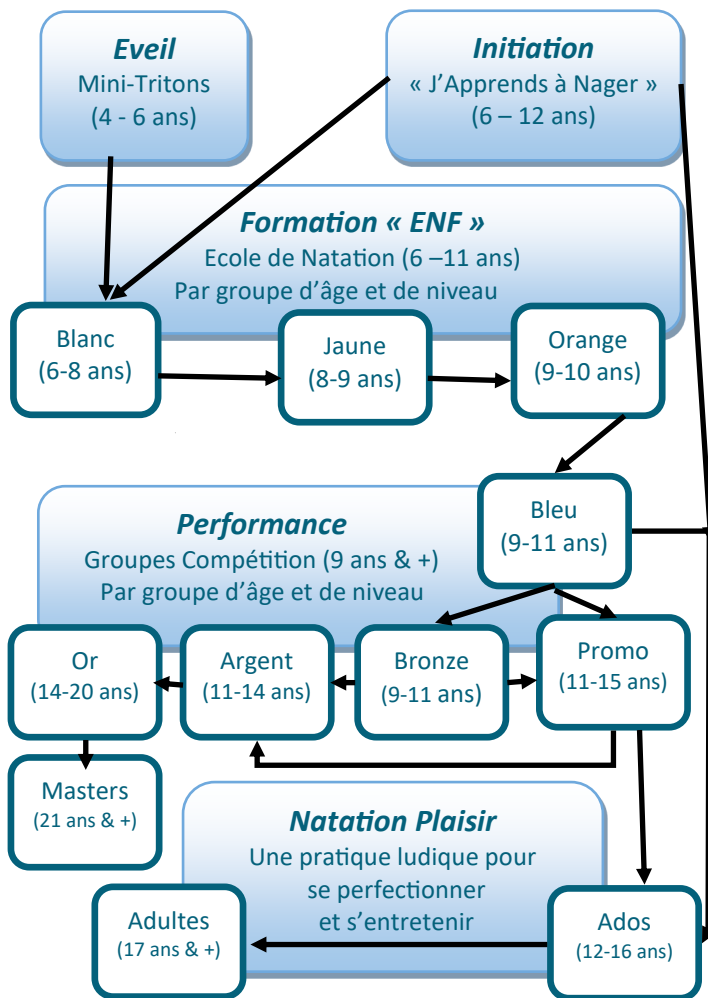 Eveil
Mini-Tritons
(4 - 6 ans)
Initiation
« J’Apprends à Nager »
(6 – 12 ans)
Formation « ENF »
Ecole de Natation (6 –11 ans)
Par groupe d’âge et de niveau
Blanc
(6-8 ans)
Jaune
(8-9 ans)
Orange
(9-10 ans)
Bleu
(9-11 ans)
Performance
Groupes Compétition (9 ans & +)
Par groupe d’âge et de niveau
Or
(14-20 ans)
Argent
(11-14 ans)
Bronze
(9-11 ans)
Promo
(11-15 ans)
Masters
(21 ans & +)
Natation Plaisir
Une pratique ludique pour
se perfectionner
et s’entretenir
Adultes
(17 ans & +)
Ados
(12-16 ans)